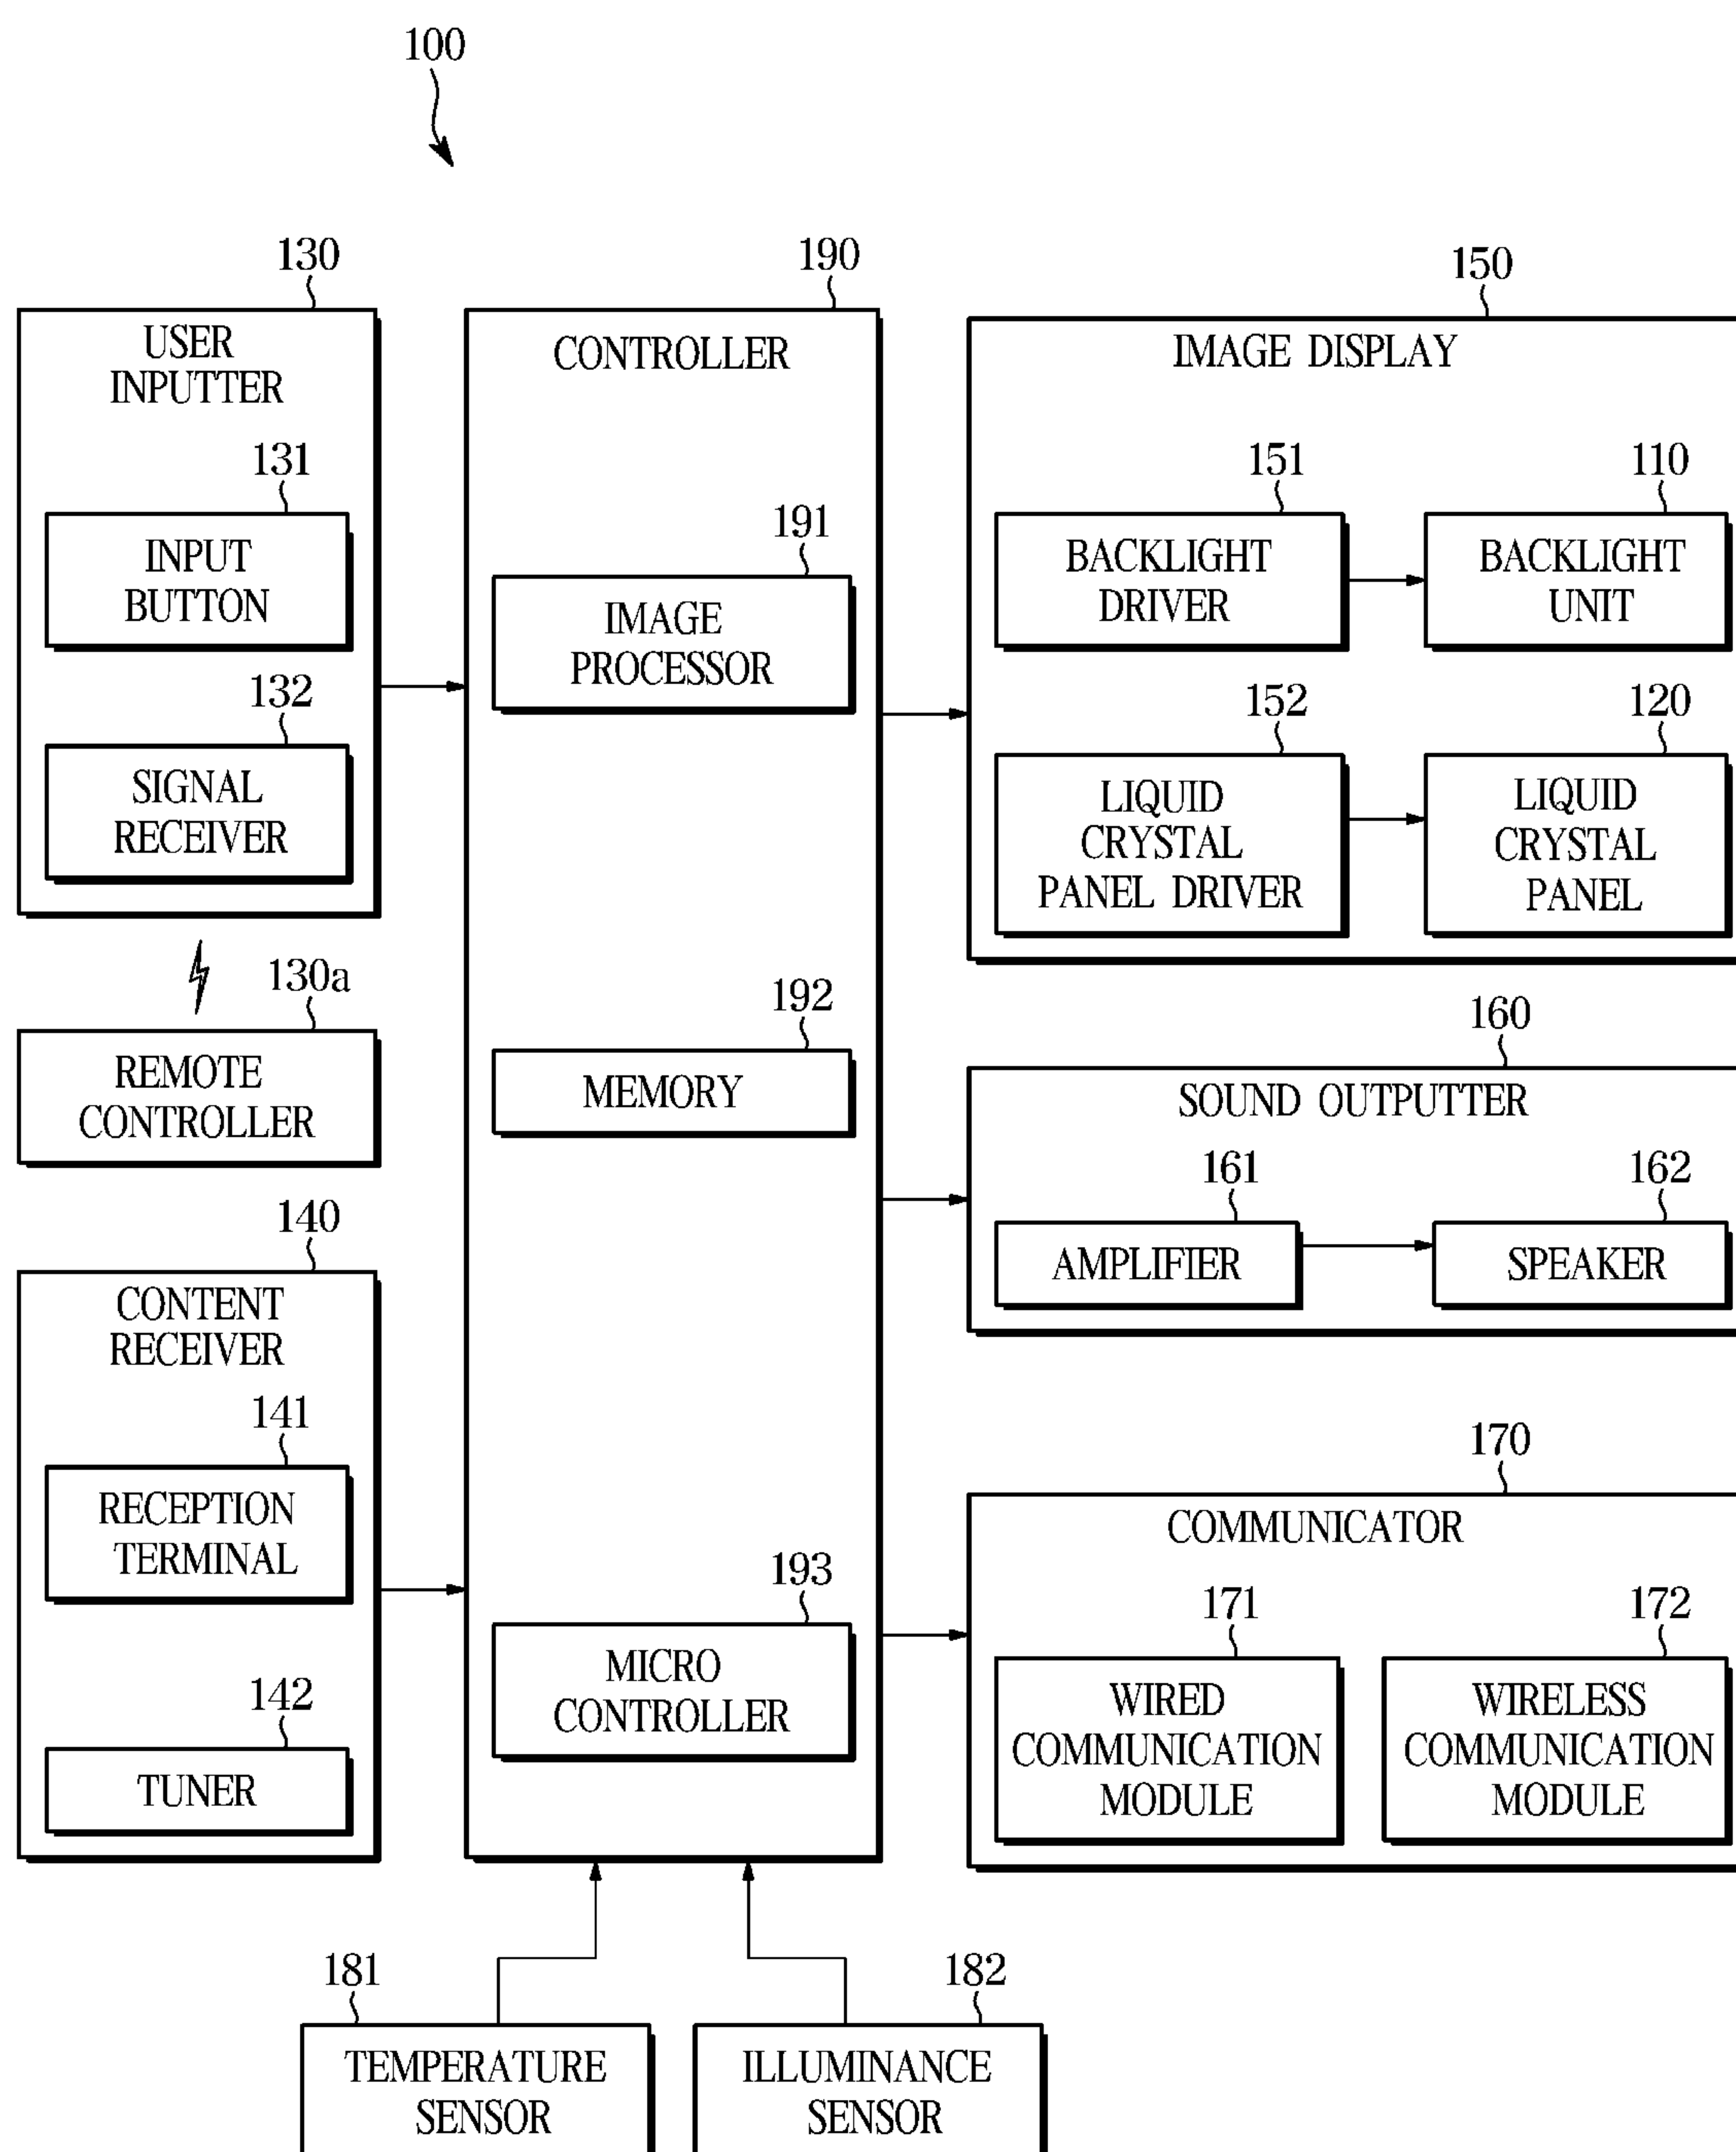 100
130
USER
INPUTTER
131
INPUT
BUTTON
132
SIGNAL
RECEIVER
130a
REMOTE
CONTROLLER
140
CONTENT
RECEIVER
141
RECEPTION
TERMINAL
142
TUNER
190
CONTROLLER
191
IMAGE
PROCESSOR
192
MEMORY
193
MICRO
CONTROLLER
150
IMAGE DISPLAY
151
BACKLIGHT
DRIVER
110
BACKLIGHT
UNIT
152
LIQUID
CRYSTAL
PANEL DRIVER
120
LIQUID
CRYSTAL
PANEL
160
SOUND OUTPUTTER
161
AMPLIFIER
162
SPEAKER
170
COMMUNICATOR
171
WIRED
COMMUNICATION
MODULE
172
WIRELESS
COMMUNICATION
MODULE
181
TEMPERATURE
SENSOR
182
ILLUMINANCE
SENSOR